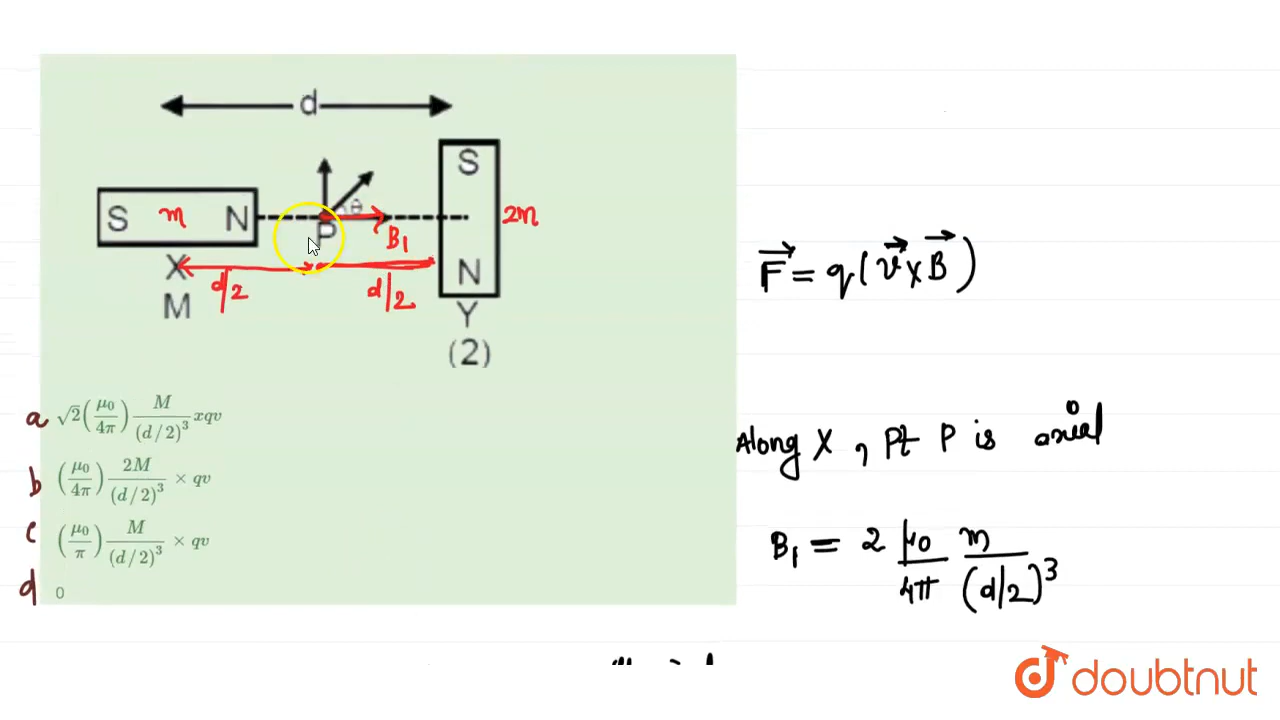 d
S m N
S
2m
θ
P
B₁
N
X
d/2
d/2
M
Y
(2)
F⃗ = q(v⃗ × B⃗)
a √2(μ₀/4π) M/(d/2)³ xqv
b (μ₀/4π) 2M/(d/2)³ × qv
c (μ₀/π) M/(d/2)³ × qv
d 0
Along X, Pt P is axial
B₁ = 2 μ₀/4π m/(d/2)³
doubtnut